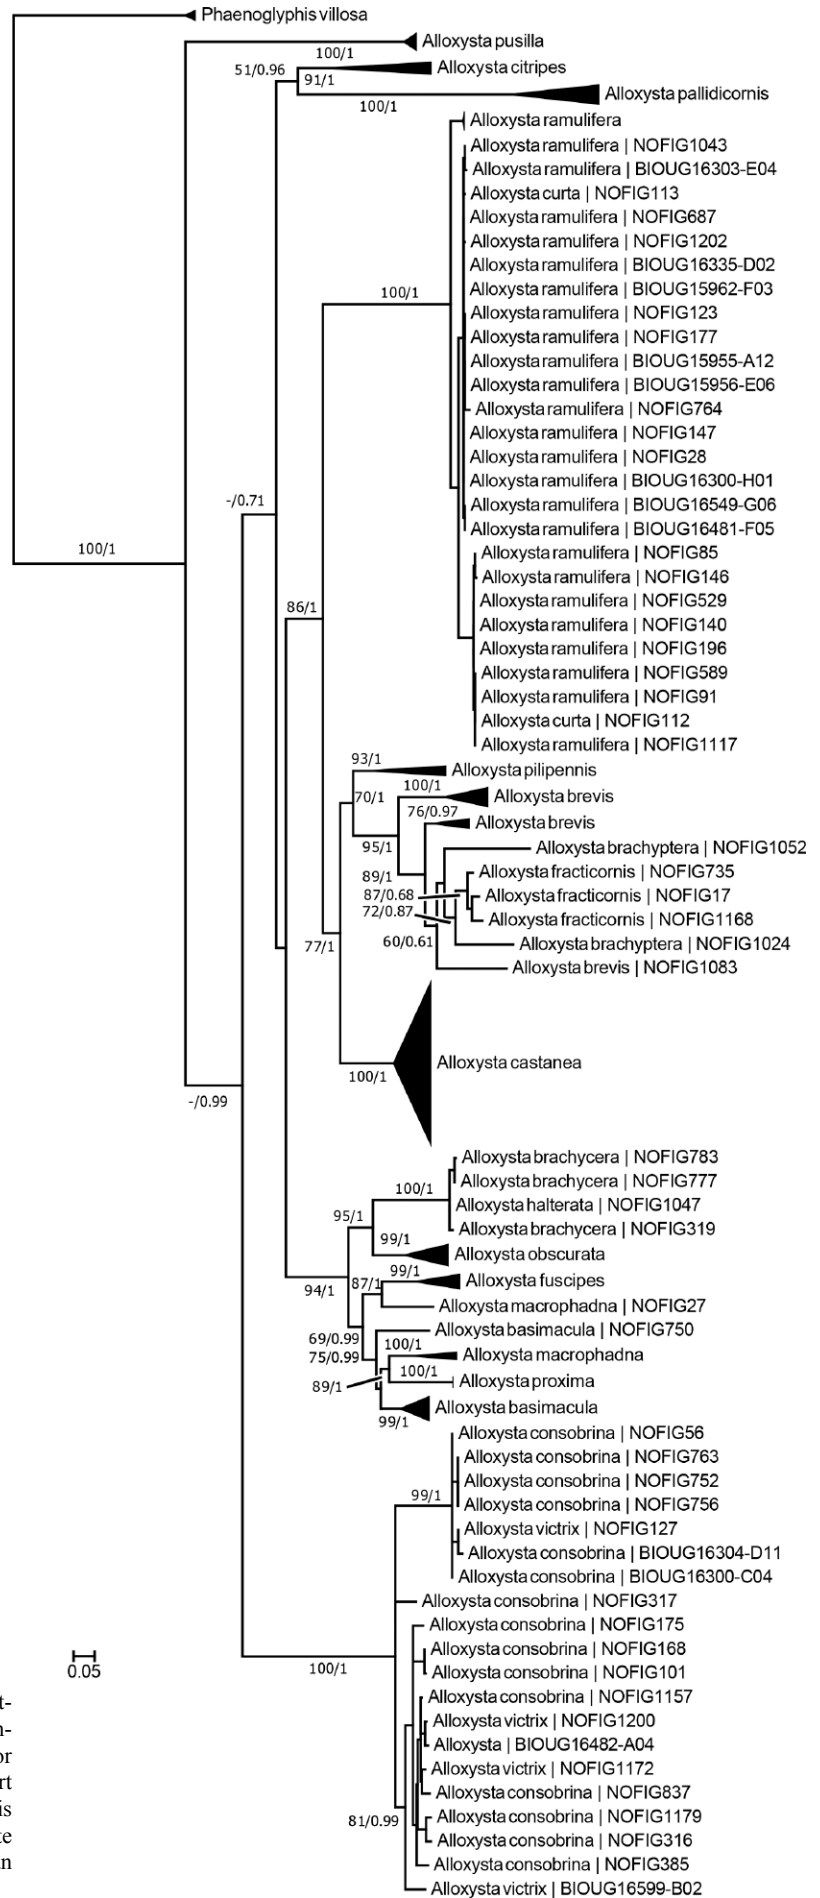 Phaenoglyphis villosa
Alloxysta pusilla
100/1
Alloxysta citripes
51/0.96
91/1
Alloxysta pallidicornis
100/1
Alloxysta ramulifera
Alloxysta ramulifera | NOFIG1043
Alloxysta ramulifera | BIOUG16303-E04
Alloxysta curta | NOFIG113
Alloxysta ramulifera | NOFIG687
Alloxysta ramulifera | NOFIG1202
Alloxysta ramulifera | BIOUG16335-D02
Alloxysta ramulifera | BIOUG15962-F03
100/1
Alloxysta ramulifera | NOFIG123
Alloxysta ramulifera | NOFIG177
Alloxysta ramulifera | BIOUG15955-A12
Alloxysta ramulifera | BIOUG15956-E06
Alloxysta ramulifera | NOFIG764
Alloxysta ramulifera | NOFIG147
Alloxysta ramulifera | NOFIG28
Alloxysta ramulifera | BIOUG16300-H01
-/0.71
Alloxysta ramulifera | BIOUG16549-G06
Alloxysta ramulifera | BIOUG16481-F05
100/1
Alloxysta ramulifera | NOFIG85
Alloxysta ramulifera | NOFIG146
Alloxysta ramulifera | NOFIG529
86/1
Alloxysta ramulifera | NOFIG140
Alloxysta ramulifera | NOFIG196
Alloxysta ramulifera | NOFIG589
Alloxysta ramulifera | NOFIG91
Alloxysta curta | NOFIG112
Alloxysta ramulifera | NOFIG1117
93/1
Alloxysta pilipennis
100/1
70/1
Alloxysta brevis
76/0.97
Alloxysta brevis
95/1
Alloxysta brachyptera | NOFIG1052
Alloxysta fracticornis | NOFIG735
89/1
87/0.68
Alloxysta fracticornis | NOFIG17
72/0.87
Alloxysta fracticornis | NOFIG1168
60/0.61
Alloxysta brachyptera | NOFIG1024
77/1
Alloxysta brevis | NOFIG1083
Alloxysta castanea
100/1
-/0.99
Alloxysta brachycera | NOFIG783
Alloxysta brachycera | NOFIG777
100/1
Alloxysta halterata | NOFIG1047
95/1
Alloxysta brachycera | NOFIG319
99/1
Alloxysta obscurata
99/1
Alloxysta fuscipes
94/1
87/1
Alloxysta macrophadna | NOFIG27
Alloxysta basimacula | NOFIG750
69/0.99
100/1
Alloxysta macrophadna
75/0.99
100/1
Alloxysta proxima
89/1
Alloxysta basimacula
99/1
Alloxysta consobrina | NOFIG56
Alloxysta consobrina | NOFIG763
Alloxysta consobrina | NOFIG752
99/1
Alloxysta consobrina | NOFIG756
Alloxysta victrix | NOFIG127
Alloxysta consobrina | BIOUG16304-D11
Alloxysta consobrina | BIOUG16300-C04
Alloxysta consobrina | NOFIG317
Alloxysta consobrina | NOFIG175
Alloxysta consobrina | NOFIG168
100/1
Alloxysta consobrina | NOFIG101
0.05
Alloxysta consobrina | NOFIG1157
Alloxysta victrix | NOFIG1200
Alloxysta | BIOUG16482-A04
Alloxysta victrix | NOFIG1172
Alloxysta consobrina | NOFIG837
Alloxysta consobrina | NOFIG1179
81/0.99
Alloxysta consobrina | NOFIG316
Alloxysta consobrina | NOFIG385
Alloxysta victrix | BIOUG16599-B02
t-
or
rt
is